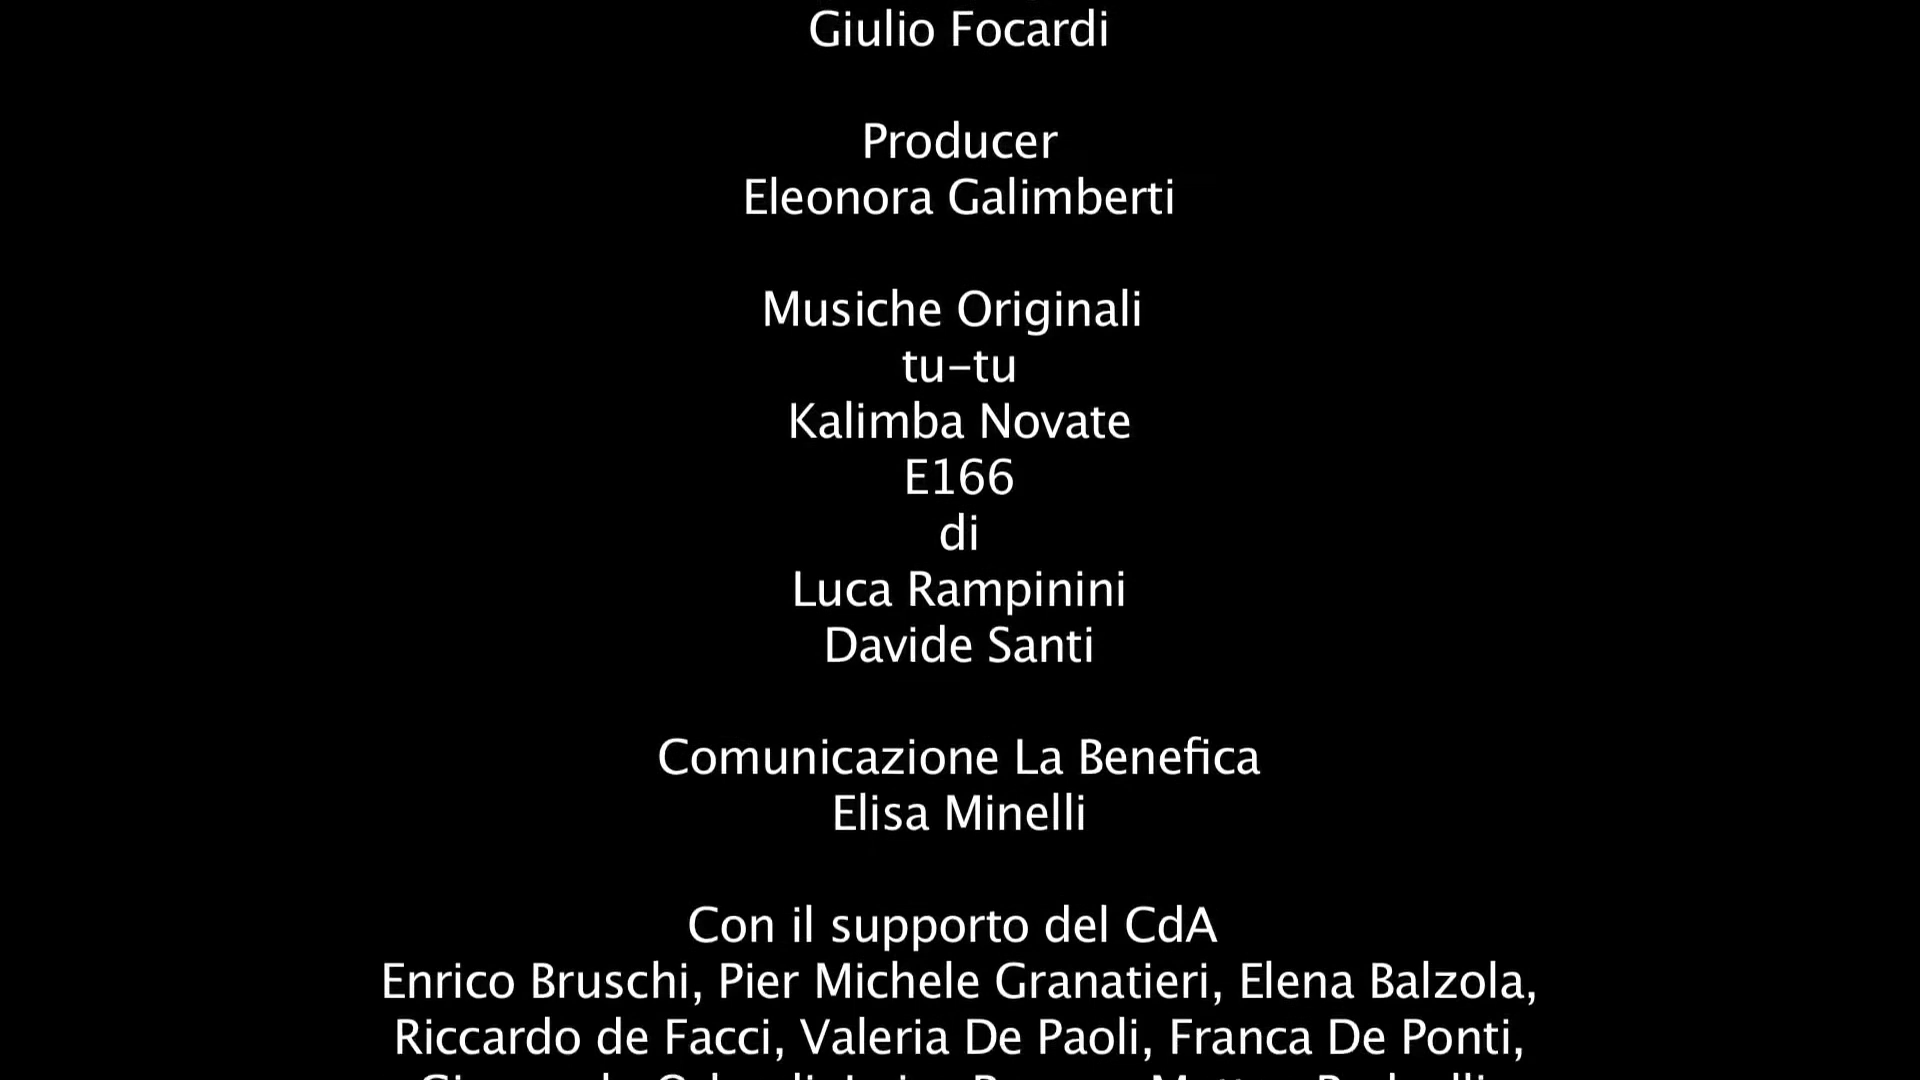 Giulio Focardi
Producer
Eleonora Galimberti
Musiche Originali
tu-tu
Kalimba Novate
E166
di
Luca Rampinini
Davide Santi
Comunicazione La Benefica
Elisa Minelli
Con il supporto del CdA
Enrico Bruschi, Pier Michele Granatieri, Elena Balzola,
Riccardo de Facci, Valeria De Paoli, Franca De Ponti,